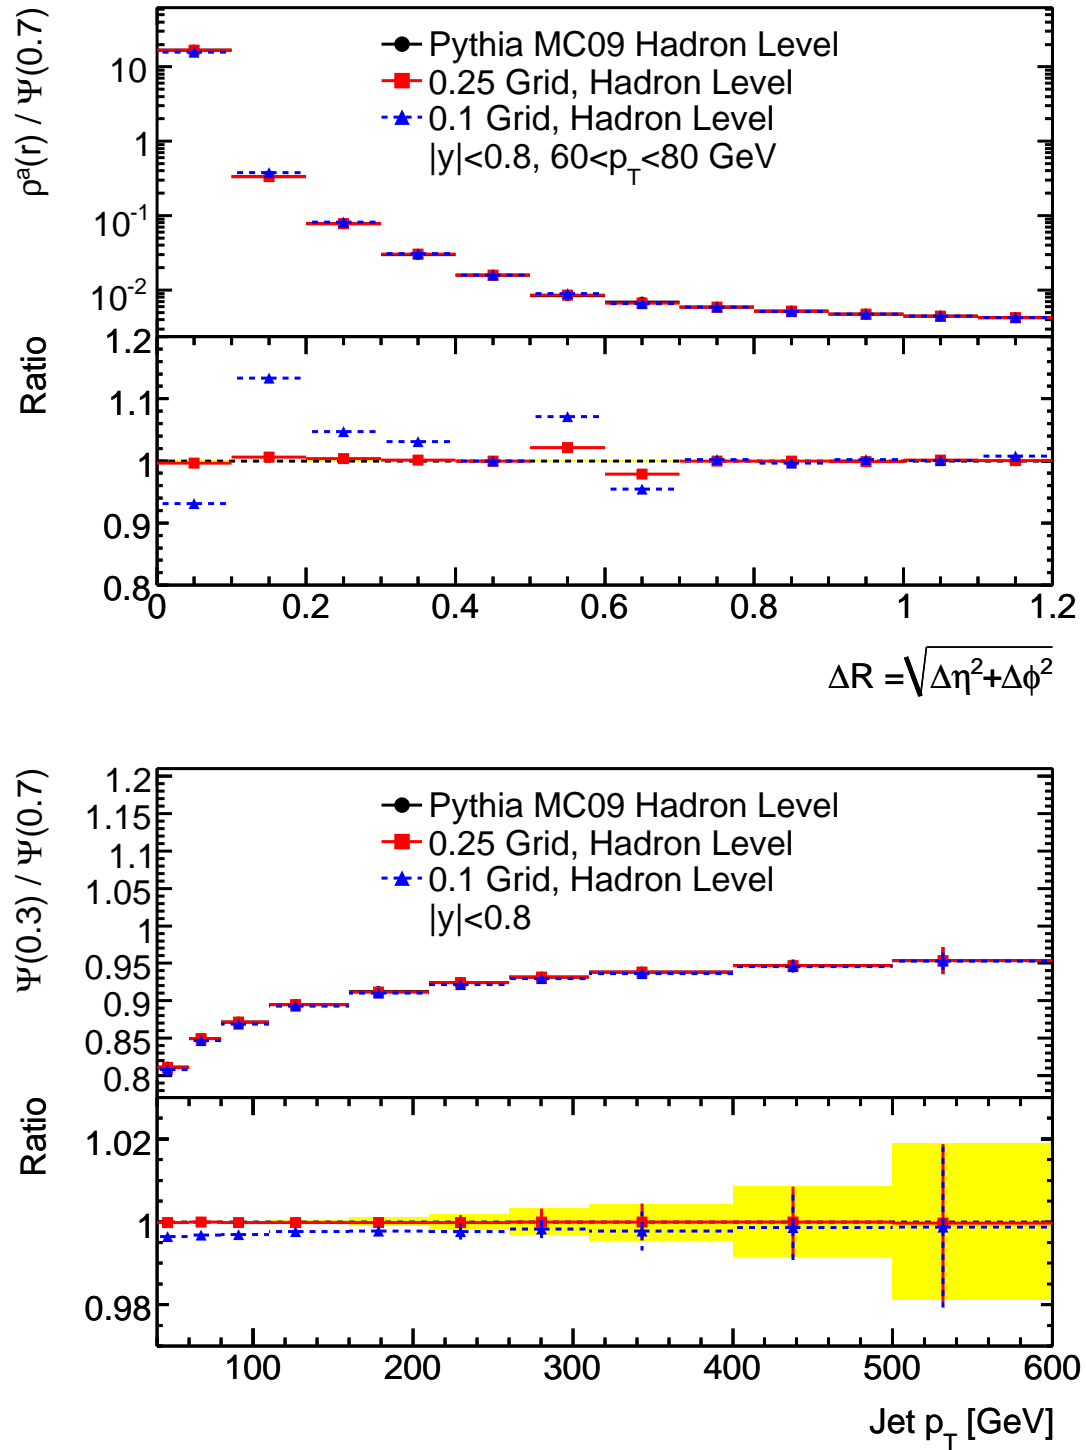 ρª(r) / Ψ(0.7)
10
1
10⁻¹
10⁻²
Pythia MC09 Hadron Level
0.25 Grid, Hadron Level
0.1 Grid, Hadron Level
|y|<0.8, 60<p_T<80 GeV
Ratio
1.2
1.1
1
0.9
0.8
0 0.2 0.4 0.6 0.8 1 1.2
ΔR = √Δη²+Δϕ²
Ψ(0.3) / Ψ(0.7)
1.2
1.15
1.1
1.05
1
0.95
0.9
0.85
0.8
Pythia MC09 Hadron Level
0.25 Grid, Hadron Level
0.1 Grid, Hadron Level
|y|<0.8
Ratio
1.02
1
0.98
100 200 300 400 500 600
Jet p_T [GeV]